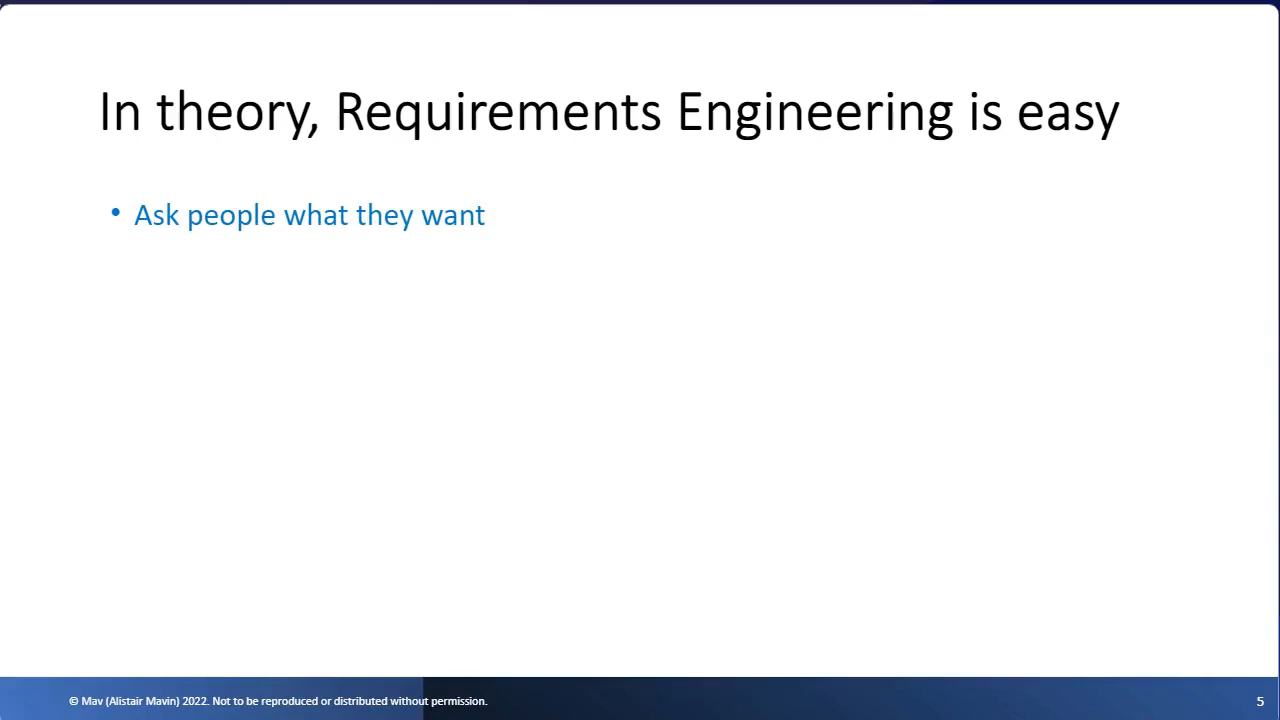 In theory, Requirements Engineering is easy
• Ask people what they want
© Mav (Alistair Mavin) 2022. Not to be reproduced or distributed without permission.
5